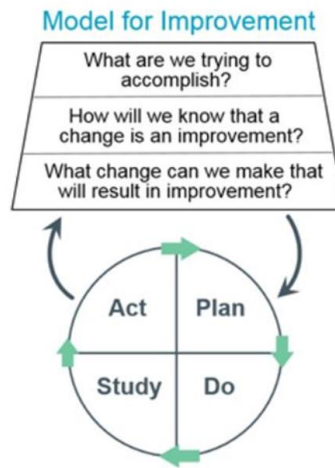 Model for Improvement
What are we trying to
accomplish?
How will we know that a
change is an improvement?
What change can we make that
will result in improvement?
Act
Plan
Study
Do